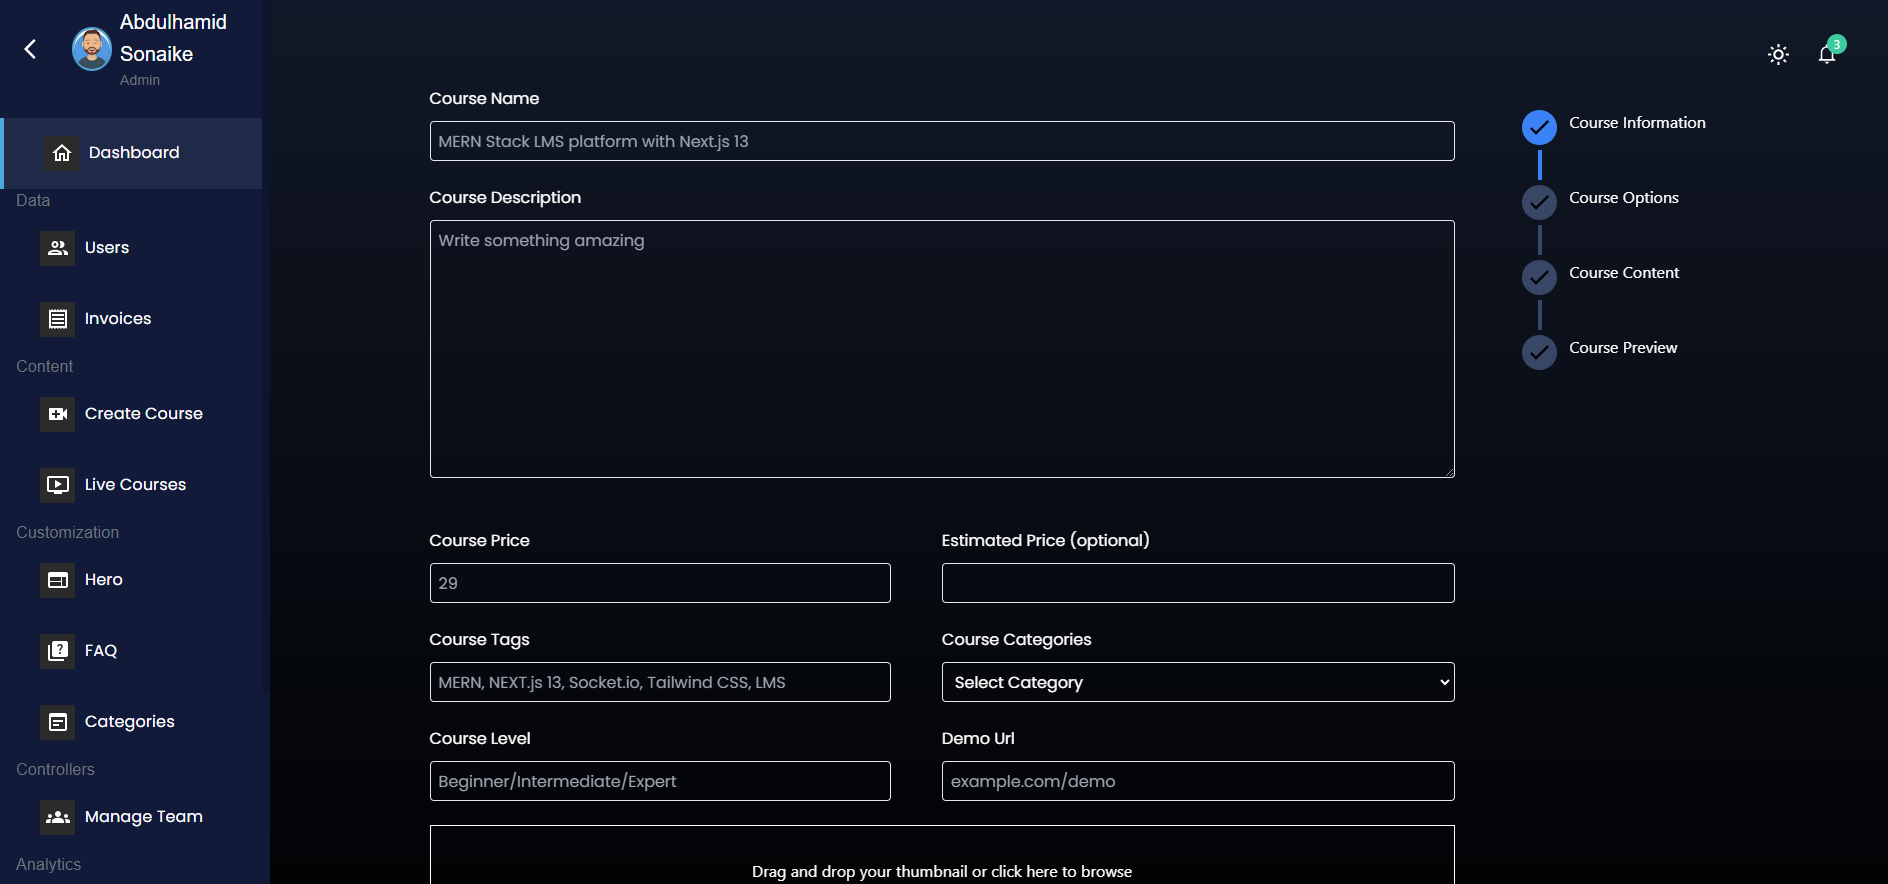 Abdulhamid
Sonaike
Admin
Dashboard
Data
Users
Invoices
Content
Create Course
Live Courses
Customization
Hero
FAQ
Categories
Controllers
Manage Team
Analytics
3
Course Name
MERN Stack LMS platform with Next.js 13
Course Description
Write something amazing
Course Price
Estimated Price (optional)
29
Course Tags
Course Categories
MERN, NEXT.js 13, Socket.io, Tailwind CSS, LMS
Select Category
Course Level
Demo Url
Beginner/Intermediate/Expert
example.com/demo
Drag and drop your thumbnail or click here to browse
Course Information
Course Options
Course Content
Course Preview